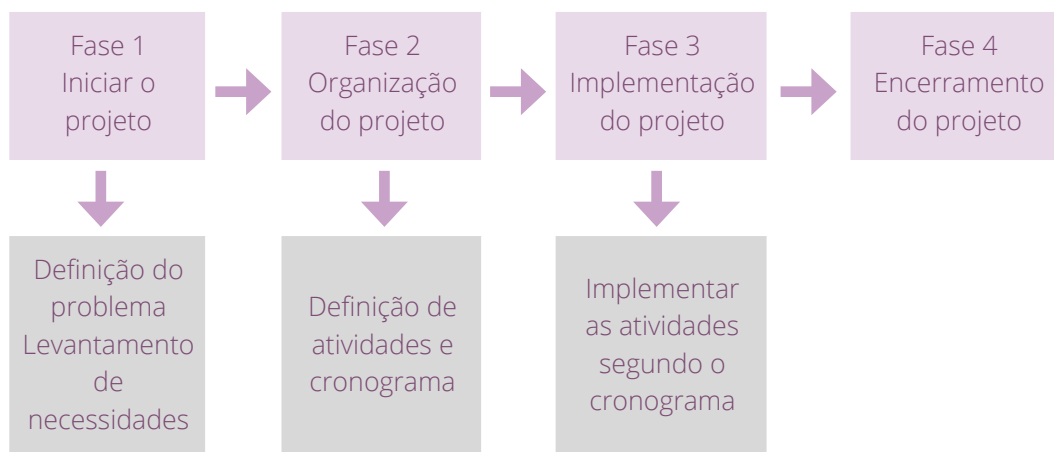 Fase 1
Iniciar o
projeto
Fase 2
Organização
do projeto
Fase 3
Implementação
do projeto
Fase 4
Encerramento
do projeto
Definição do
problema
Levantamento
de
necessidades
Definição de
atividades e
cronograma
Implementar
as atividades
segundo o
cronograma